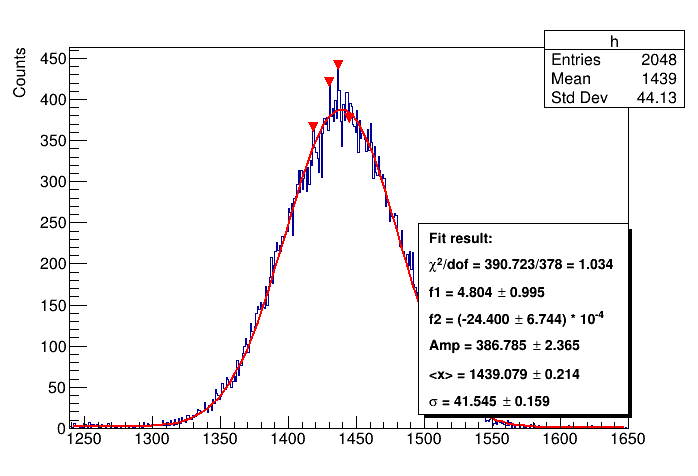 h
Entries 2048
Mean 1439
Std Dev 44.13
Counts
450
400
350
300
250
200
150
100
50
0
Fit result:
χ²/dof = 390.723/378 = 1.034
f1 = 4.804 ± 0.995
f2 = (-24.400 ± 6.744) * 10⁻⁴
Amp = 386.785 ± 2.365
<x> = 1439.079 ± 0.214
σ = 41.545 ± 0.159
1250 1300 1350 1400 1450 1500 1550 1600 1650